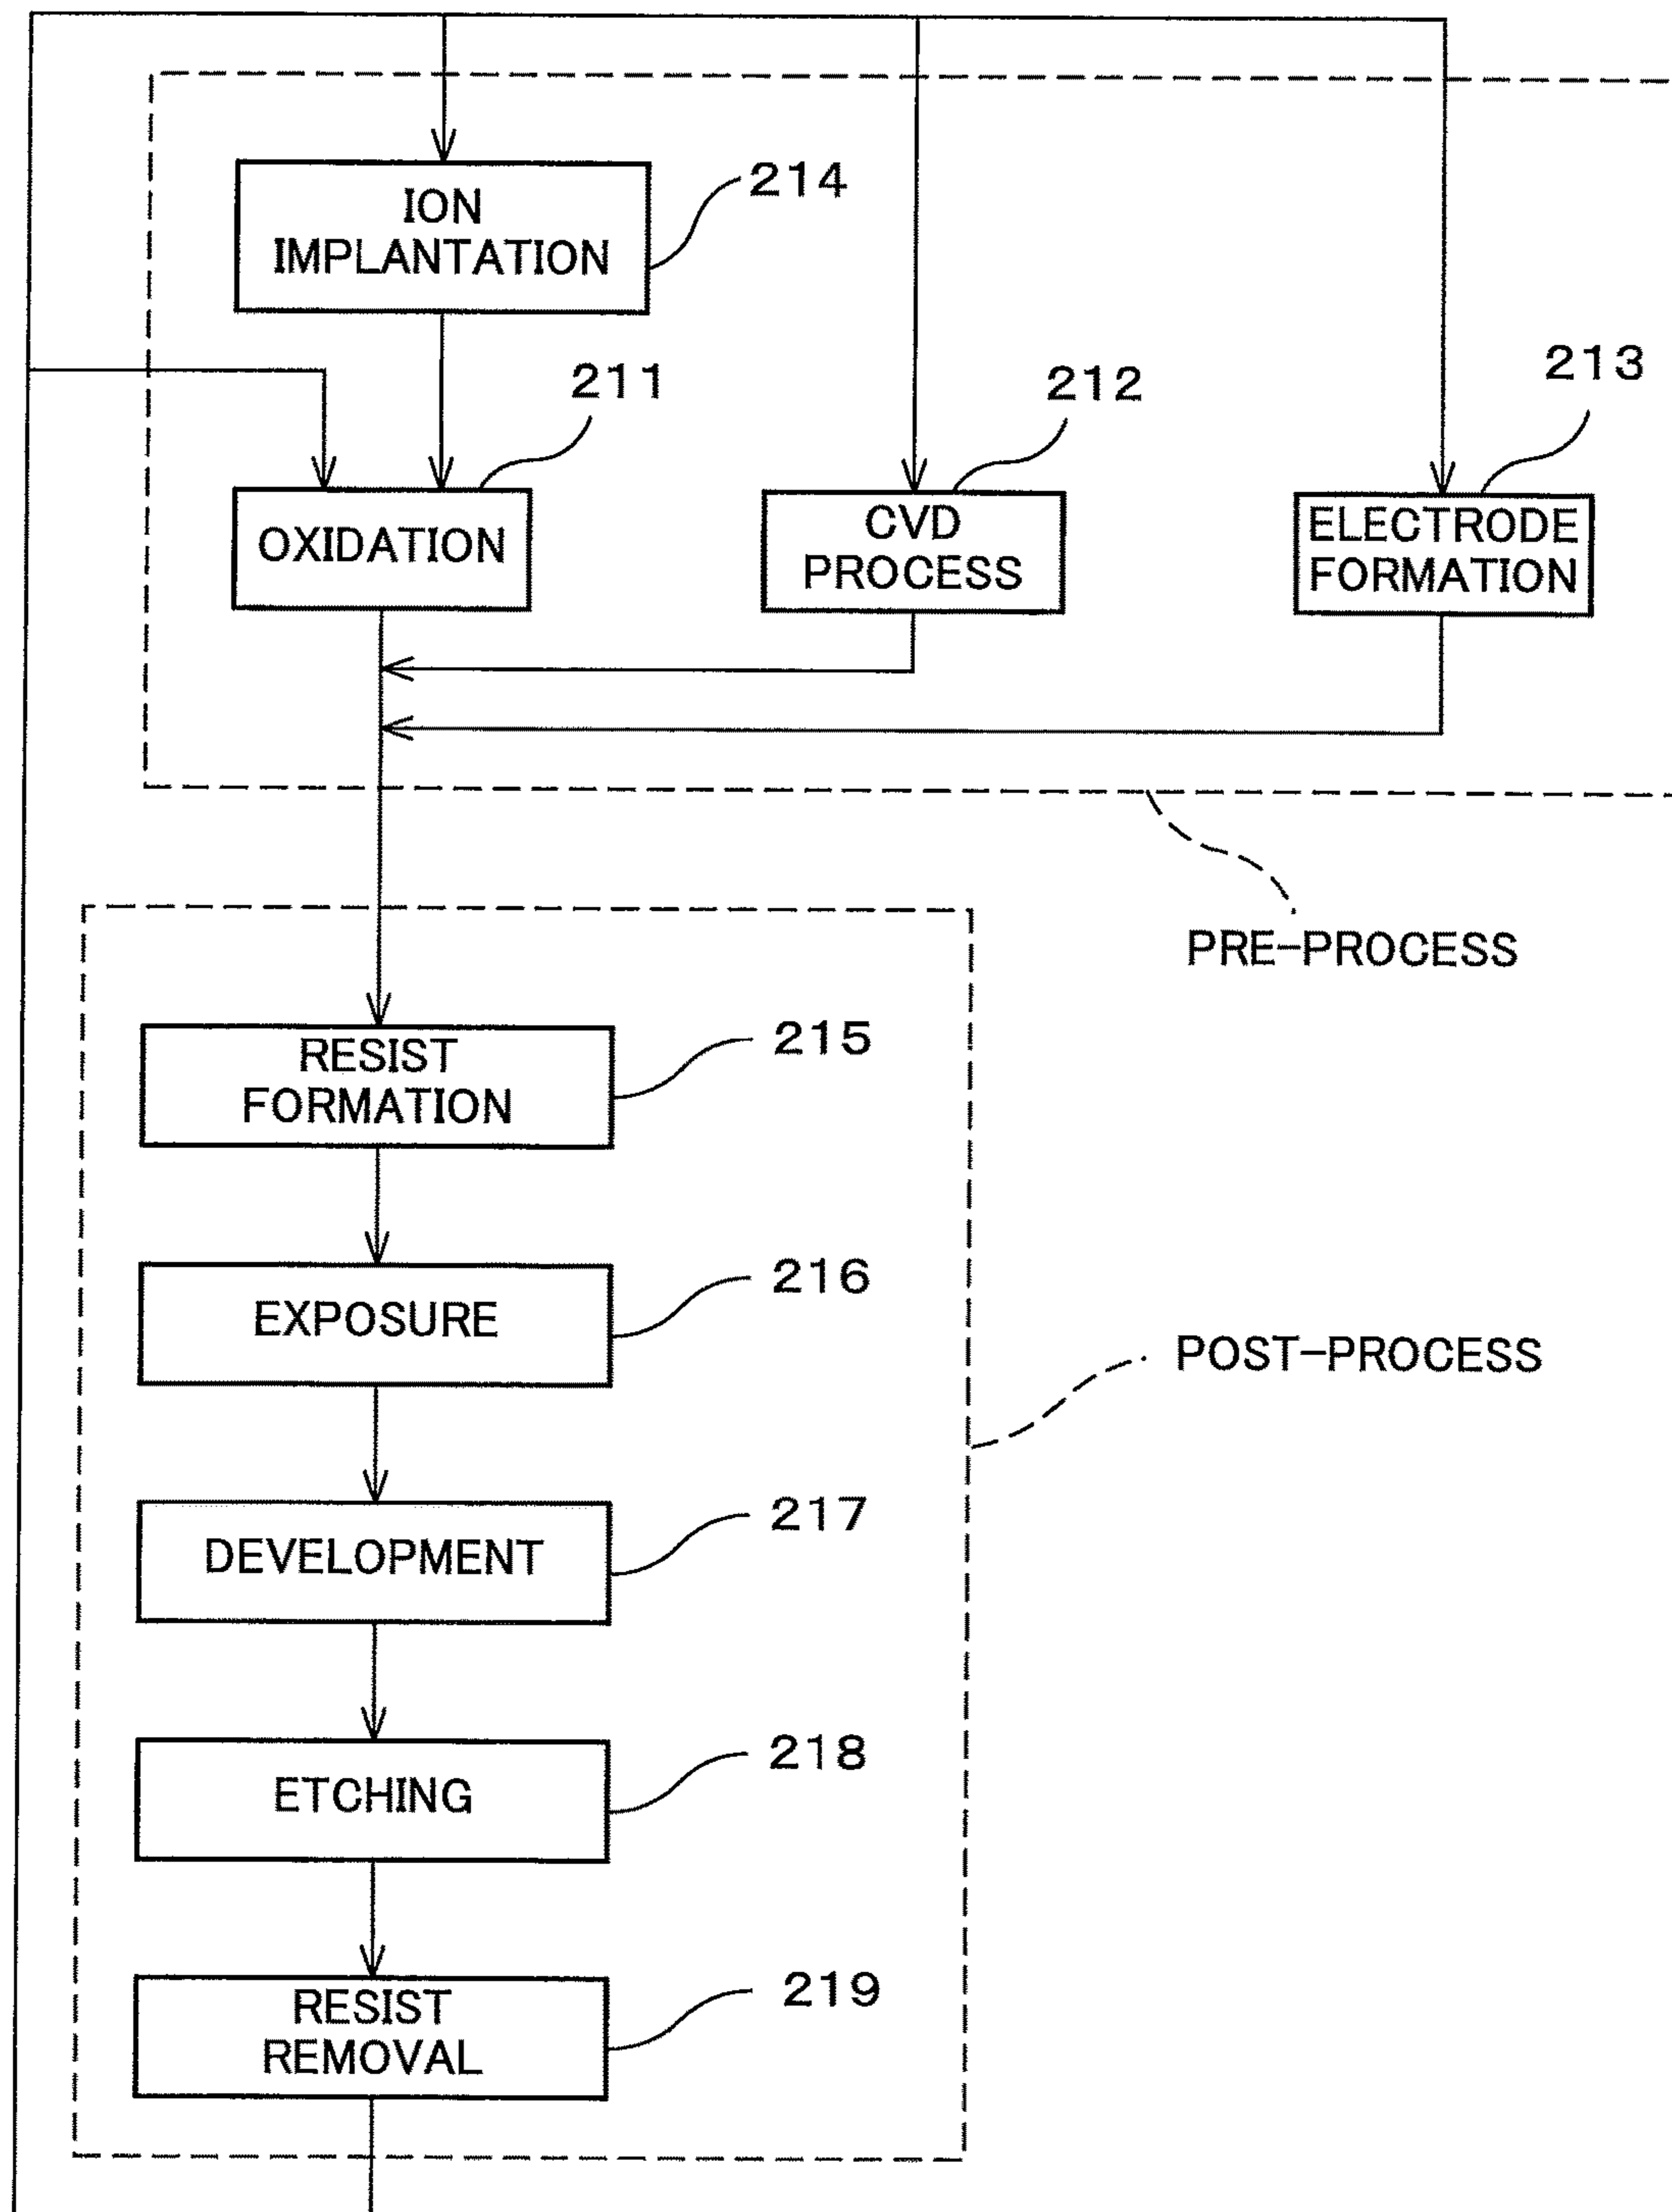 214
ION
IMPLANTATION
211
212
213
OXIDATION
CVD
PROCESS
ELECTRODE
FORMATION
PRE-PROCESS
RESIST
FORMATION
215
EXPOSURE
216
POST-PROCESS
DEVELOPMENT
217
ETCHING
218
RESIST
REMOVAL
219